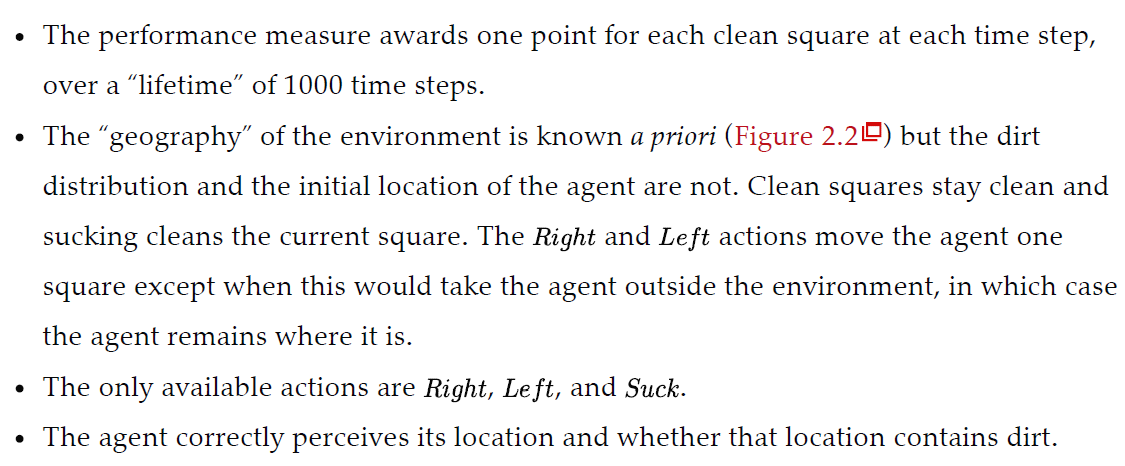 • The performance measure awards one point for each clean square at each time step,
over a “lifetime” of 1000 time steps.
• The “geography” of the environment is known a priori (Figure 2.2) but the dirt
distribution and the initial location of the agent are not. Clean squares stay clean and
sucking cleans the current square. The Right and Left actions move the agent one
square except when this would take the agent outside the environment, in which case
the agent remains where it is.
• The only available actions are Right, Left, and Suck.
• The agent correctly perceives its location and whether that location contains dirt.